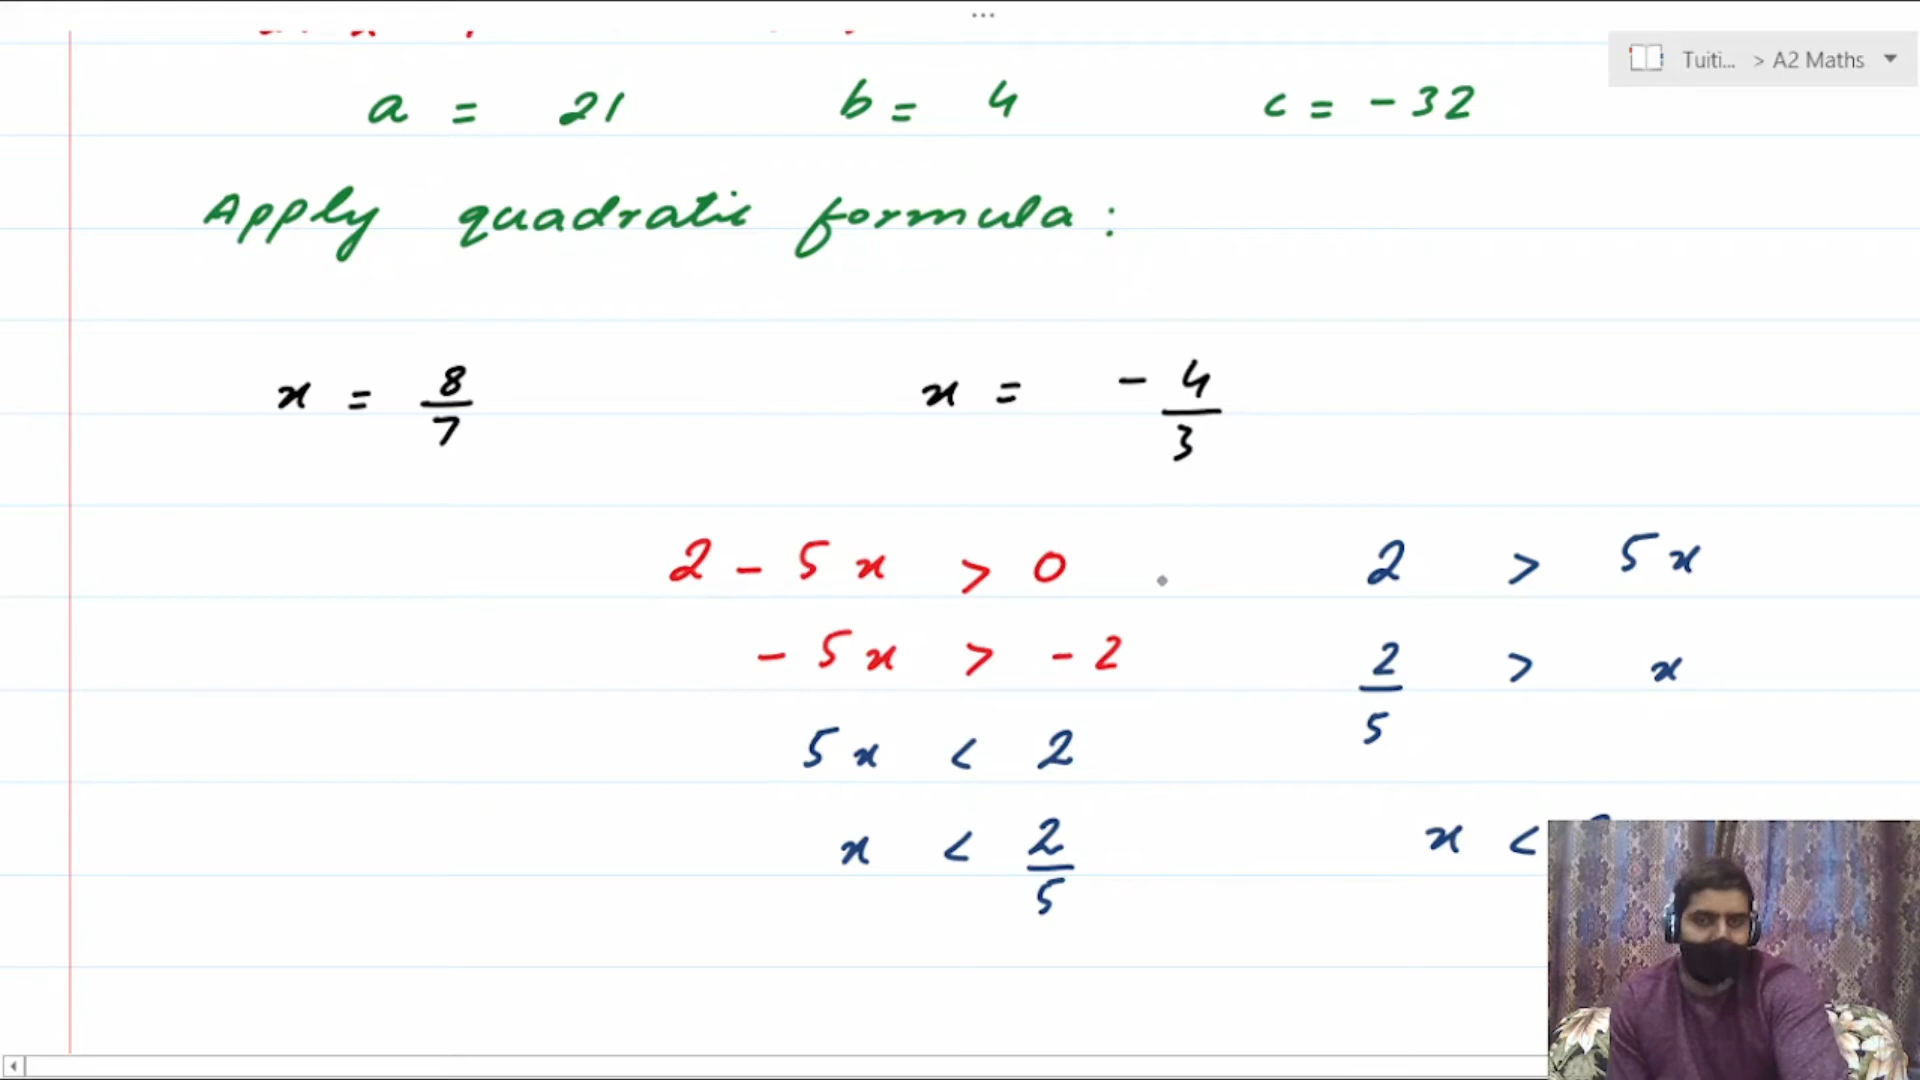 ...
Tuiti... > A2 Maths
a = 21 b = 4 c = -32
Apply quadratic formula:
x = 8/7 x = -4/3
2 - 5x > 0 2 > 5x
-5x > -2 2/5 > x
5x < 2
x < 2/5 x <